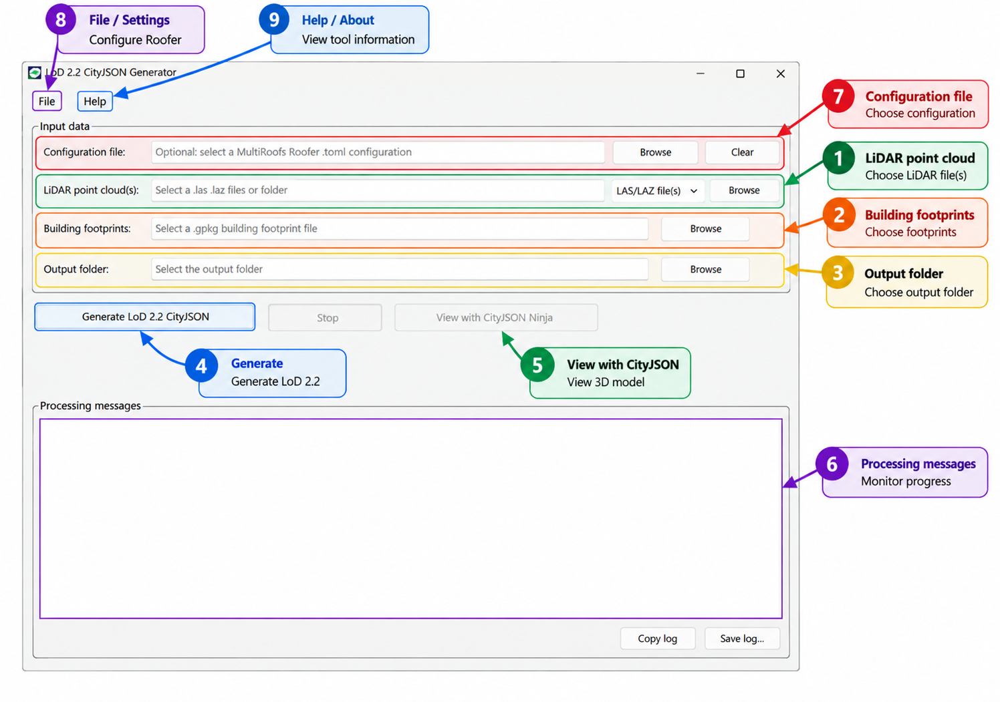 8 File / Settings
Configure Roofer
9 Help / About
View tool information
LoD 2.2 CityJSON Generator
File Help
Input data
Configuration file: Optional: select a MultiRoofs Roofer .toml configuration Browse Clear
7 Configuration file
Choose configuration
LiDAR point cloud(s): Select a .las .laz files or folder LAS/LAZ file(s) Browse
1 LiDAR point cloud
Choose LiDAR file(s)
Building footprints: Select a .gpkg building footprint file Browse
2 Building footprints
Choose footprints
Output folder: Select the output folder Browse
3 Output folder
Choose output folder
Generate LoD 2.2 CityJSON Stop View with CityJSON Ninja
4 Generate
Generate LoD 2.2
5 View with CityJSON
View 3D model
Processing messages
6 Processing messages
Monitor progress
Copy log Save log...